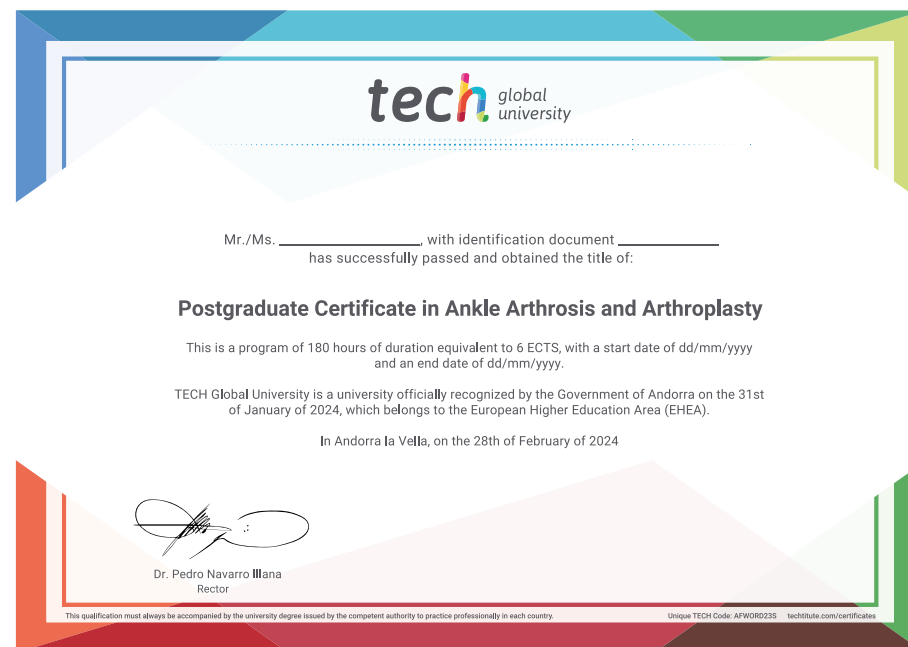 tech global
university
Mr./Ms. ____________________, with identification document ______________
has successfully passed and obtained the title of:
Postgraduate Certificate in Ankle Arthrosis and Arthroplasty
This is a program of 180 hours of duration equivalent to 6 ECTS, with a start date of dd/mm/yyyy
and an end date of dd/mm/yyyy.
TECH Global University is a university officially recognized by the Government of Andorra on the 31st
of January of 2024, which belongs to the European Higher Education Area (EHEA).
In Andorra la Vella, on the 28th of February of 2024
Dr. Pedro Navarro Illana
Rector
This qualification must always be accompanied by the university degree issued by the competent authority to practice professionally in each country. Unique TECH Code: AFWORD23S techtitute.com/certificates